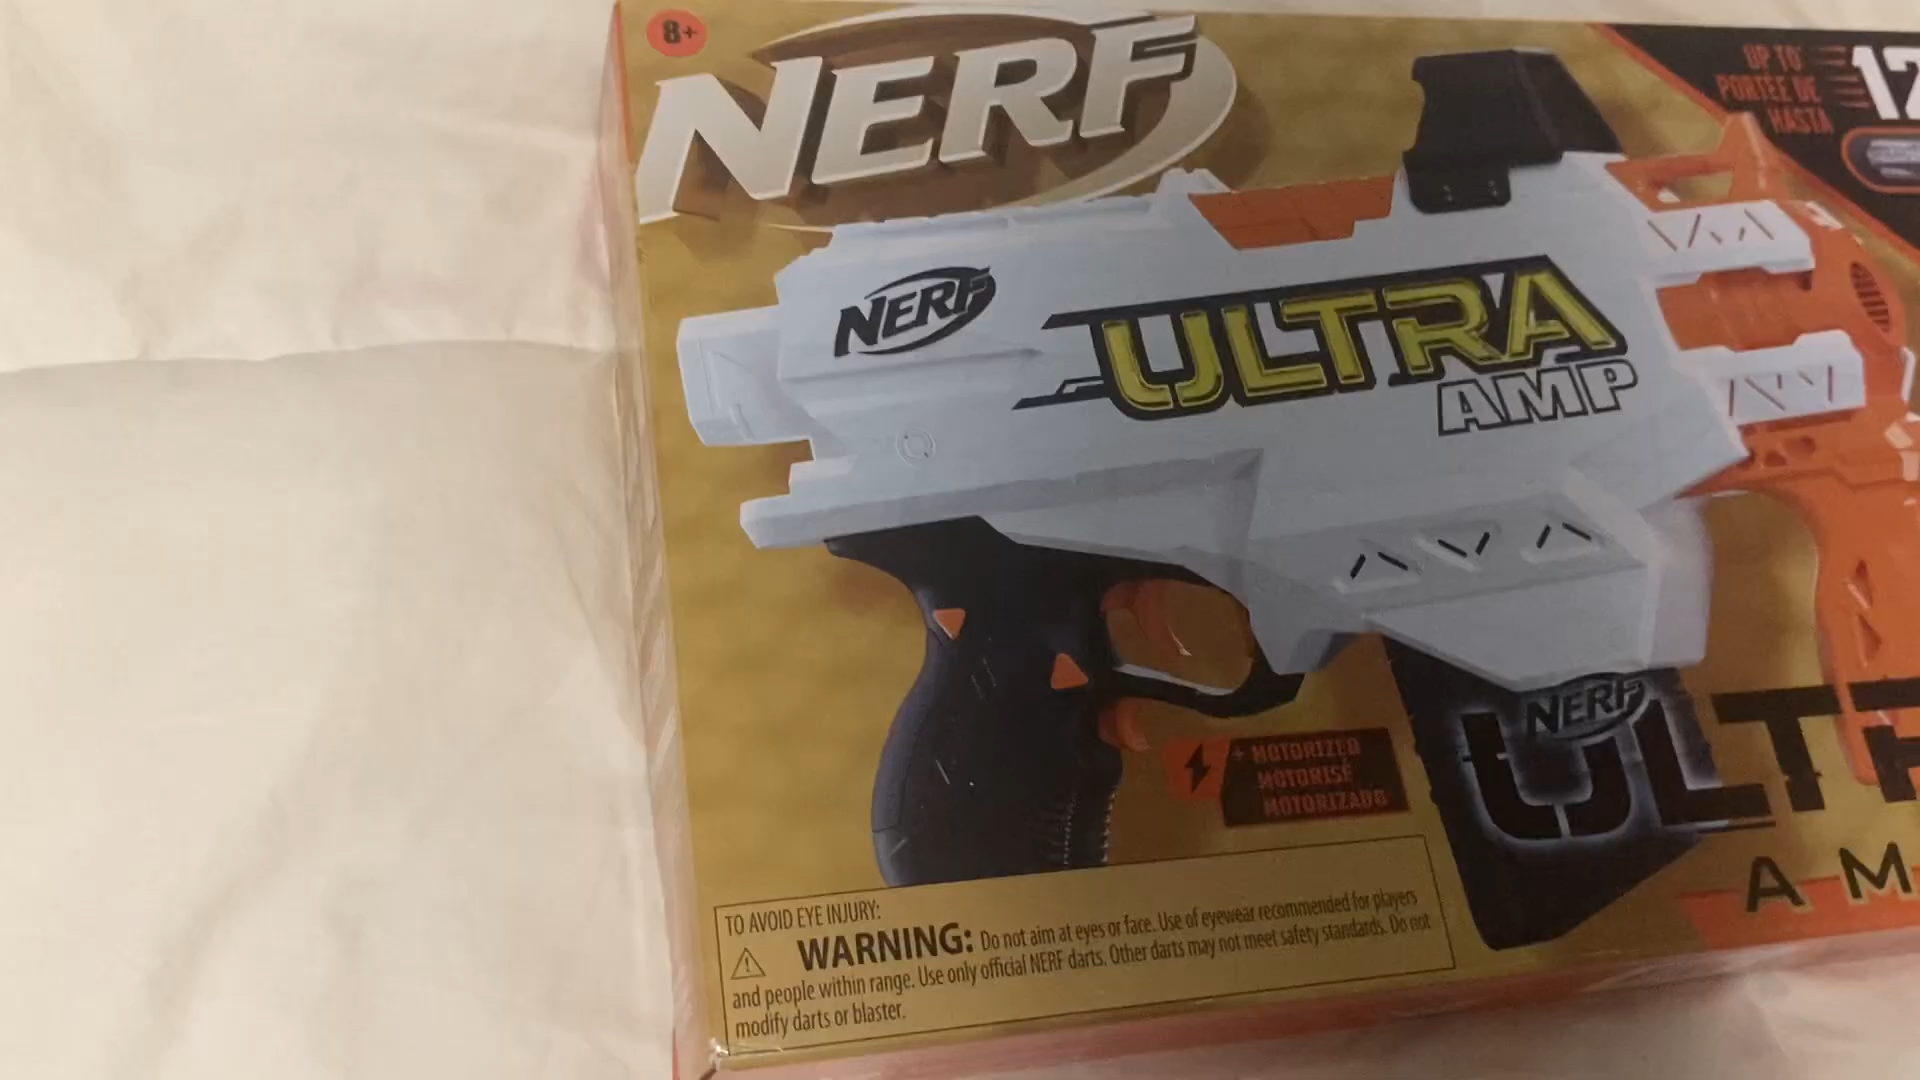 8+
NERF
UP TO
PORTÉE DE
HASTA
NERF
ULTRA
AMP
+ MOTORIZED
MOTORISÉ
MOTORIZADO
NERF
TO AVOID EYE INJURY:
WARNING: Do not aim at eyes or face. Use of eyewear recommended for players
and people within range. Use only official NERF darts. Other darts may not meet safety standards. Do not
modify darts or blaster.